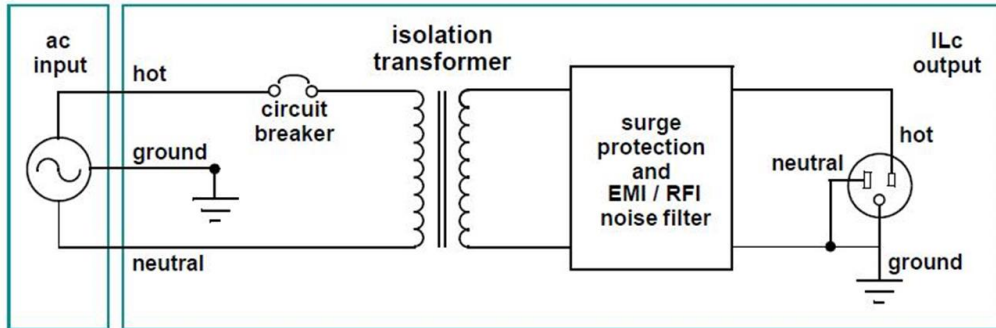 ac
input
hot
ground
neutral
circuit
breaker
isolation
transformer
surge
protection
and
EMI / RFI
noise filter
ILc
output
hot
neutral
ground